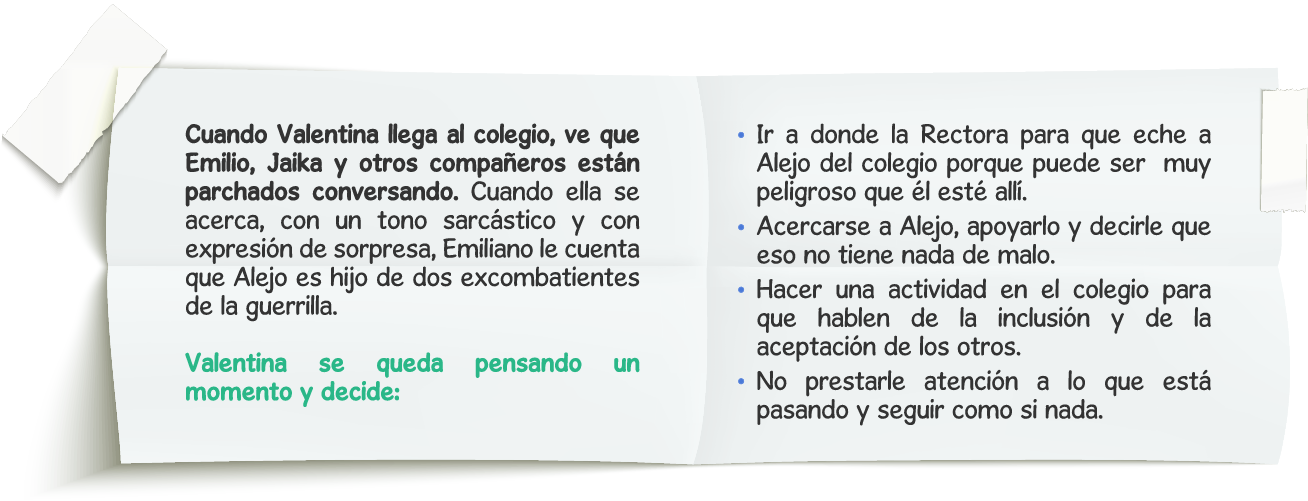 Cuando Valentina llega al colegio, ve que
Emilio, Jaika y otros compañeros están
parchados conversando. Cuando ella se
acerca, con un tono sarcástico y con
expresión de sorpresa, Emiliano le cuenta
que Alejo es hijo de dos excombatientes
de la guerrilla.
Valentina se queda pensando un
momento y decide:
• Ir a donde la Rectora para que eche a
Alejo del colegio porque puede ser muy
peligroso que él esté allí.
• Acercarse a Alejo, apoyarlo y decirle que
eso no tiene nada de malo.
• Hacer una actividad en el colegio para
que hablen de la inclusión y de la
aceptación de los otros.
• No prestarle atención a lo que está
pasando y seguir como si nada.